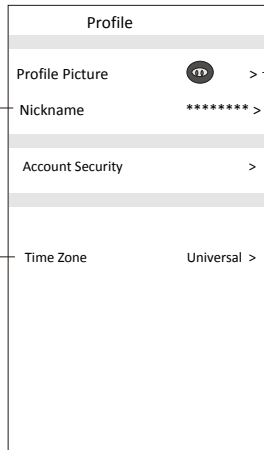 Profile
Profile Picture >
Nickname ******** >
Account Security >
Time Zone Universal >